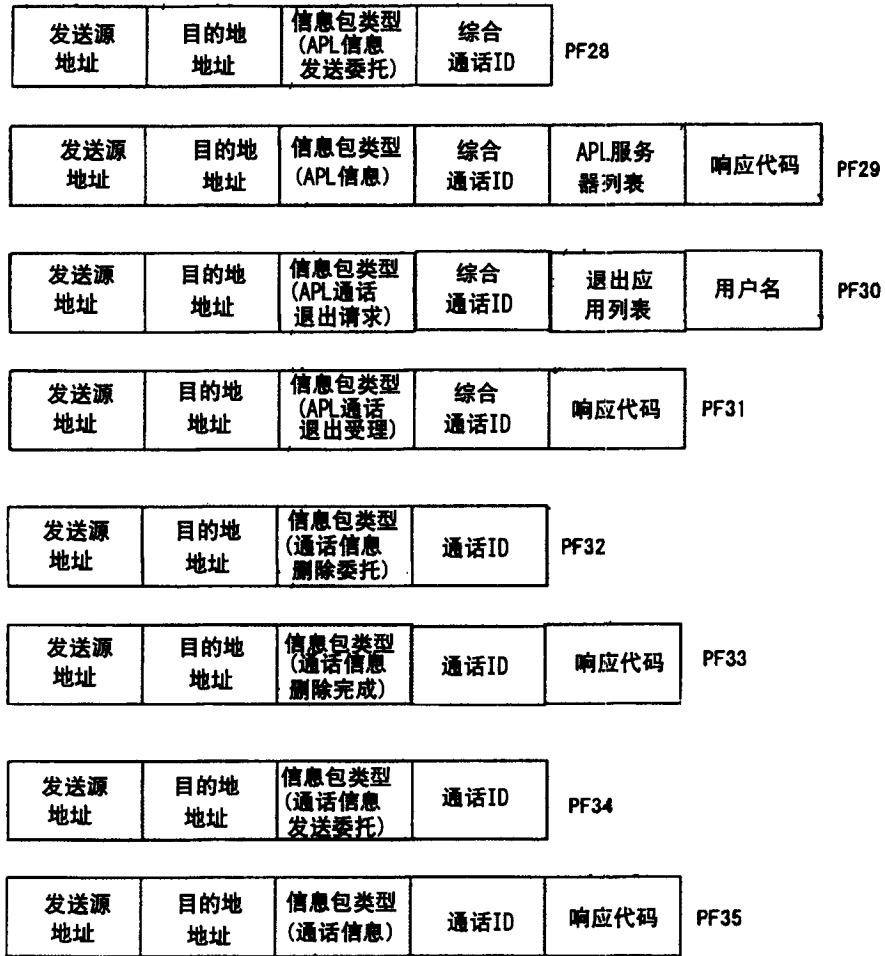 发送源
地址
目的地
地址
信息包类型
(APL信息
发送委托)
综合
通话ID
PF28
发送源
地址
目的地
地址
信息包类型
(APL信息)
综合
通话ID
APL服务
器列表
响应代码
PF29
发送源
地址
目的地
地址
信息包类型
(APL通话
退出请求)
综合
通话ID
退出应
用列表
用户名
PF30
发送源
地址
目的地
地址
信息包类型
(APL通话
退出受理)
综合
通话ID
响应代码
PF31
发送源
地址
目的地
地址
信息包类型
(通话信息
删除委托)
通话ID
PF32
发送源
地址
目的地
地址
信息包类型
(通话信息
删除完成)
通话ID
响应代码
PF33
发送源
地址
目的地
地址
信息包类型
(通话信息
发送委托)
通话ID
PF34
发送源
地址
目的地
地址
信息包类型
(通话信息)
通话ID
响应代码
PF35